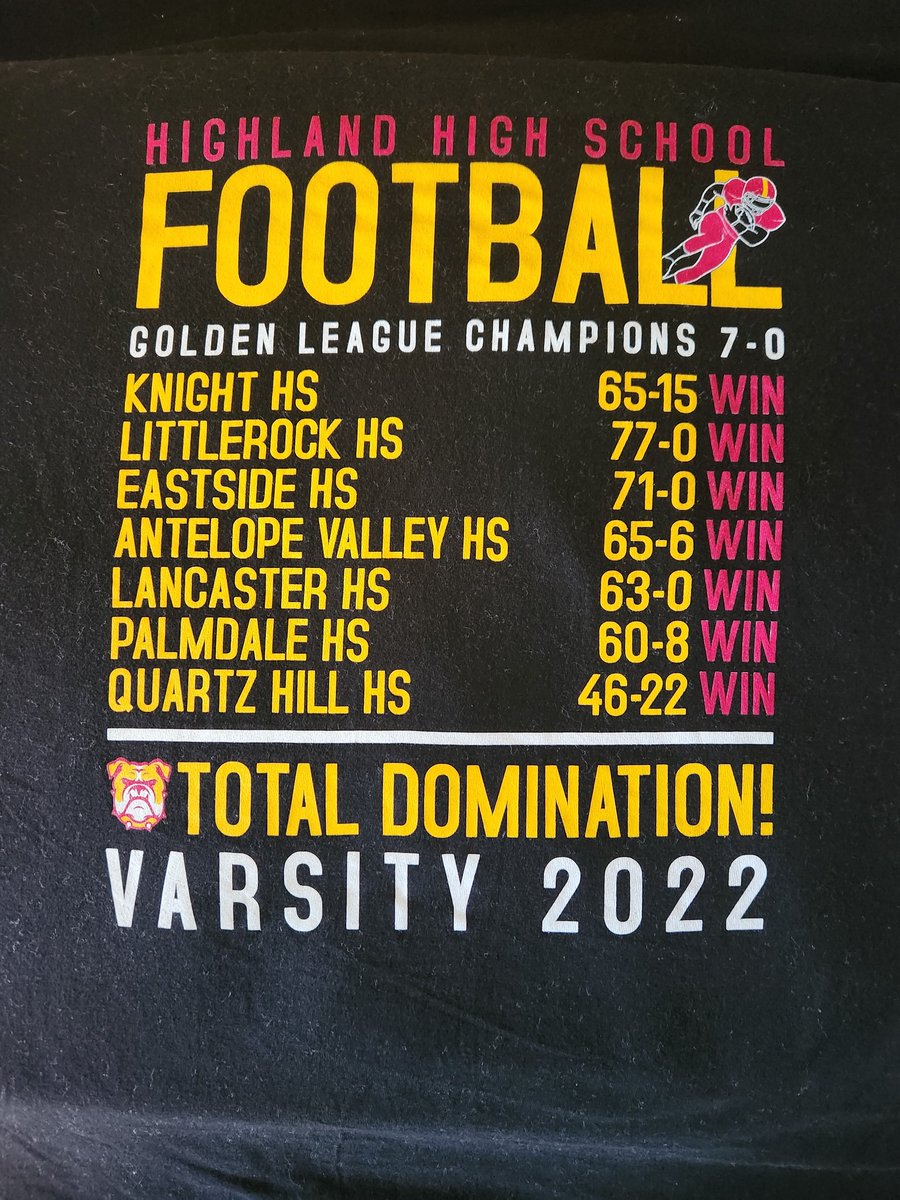 HIGHLAND HIGH SCHOOL
FOOTBALL
GOLDEN LEAGUE CHAMPIONS 7-0
KNIGHT HS 65-15 WIN
LITTLEROCK HS 77-0 WIN
EASTSIDE HS 71-0 WIN
ANTELOPE VALLEY HS 65-6 WIN
LANCASTER HS 63-0 WIN
PALMDALE HS 60-8 WIN
QUARTZ HILL HS 46-22 WIN
TOTAL DOMINATION!
VARSITY 2022